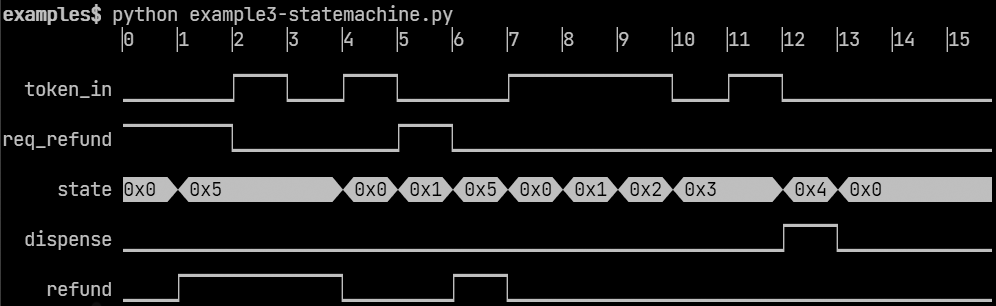 examples$ python example3-statemachine.py
|0 |1 |2 |3 |4 |5 |6 |7 |8 |9 |10 |11 |12 |13 |14 |15
token_in
req_refund
state 0x0 0x5 0x0 0x1 0x5 0x0 0x1 0x2 0x3 0x4 0x0
dispense
refund